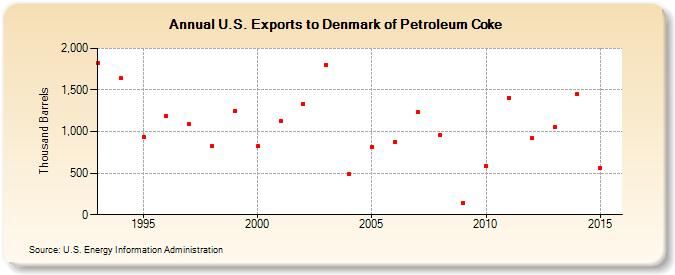 Annual U.S. Exports to Denmark of Petroleum Coke
Thousand Barrels
2,000
1,500
1,000
500
0
1995 2000 2005 2010 2015
Source: U.S. Energy Information Administration